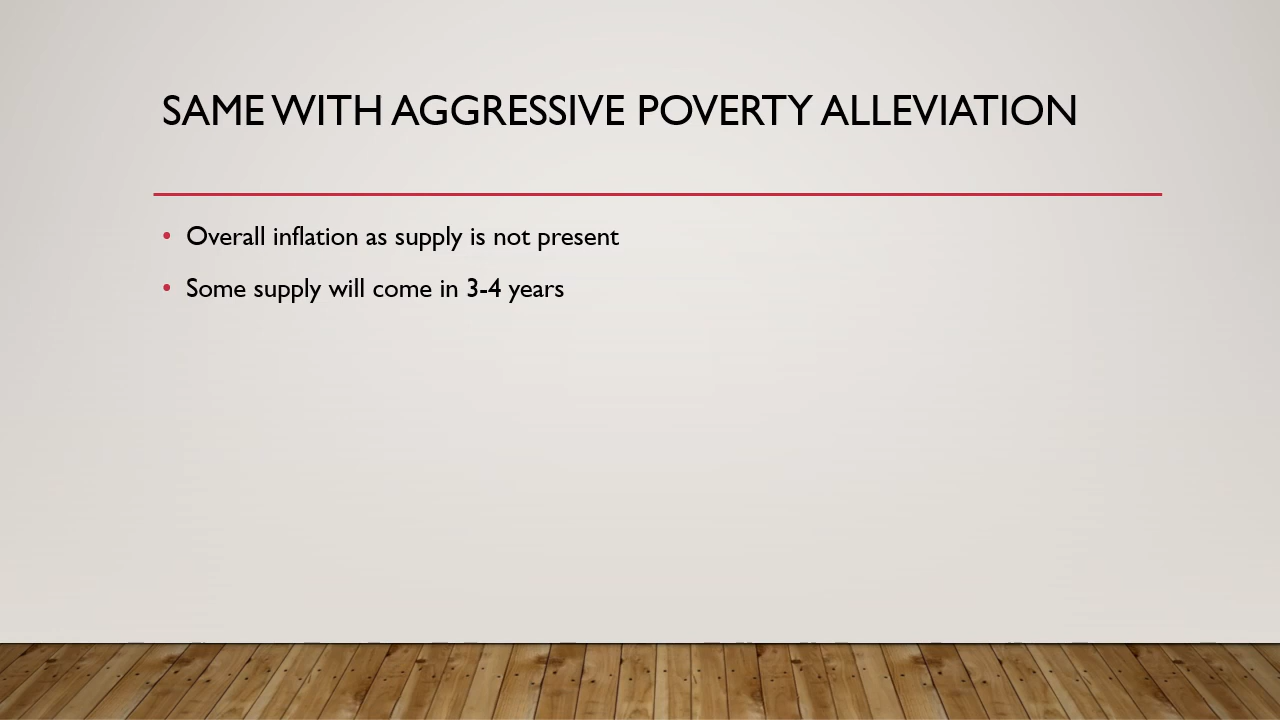 SAME WITH AGGRESSIVE POVERTY ALLEVIATION
• Overall inflation as supply is not present
• Some supply will come in 3-4 years